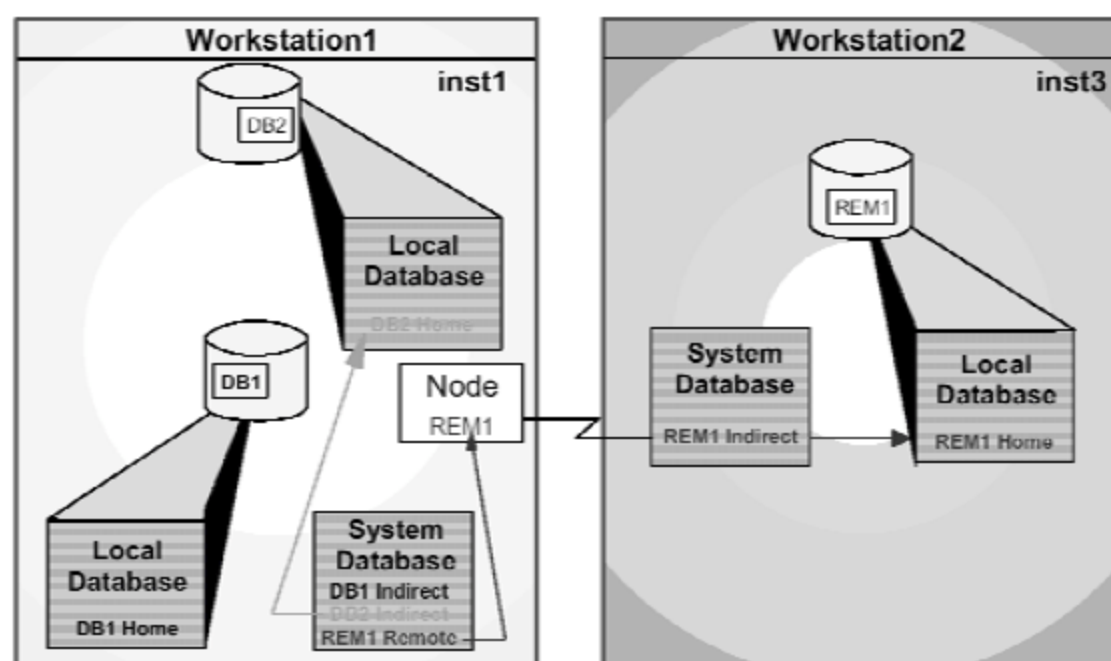 Workstation1
inst1
DB2
Local
Database
DB2 Home
DB1
Node
REM1
Local
Database
DB1 Home
System
Database
DB1 Indirect
DB2 Indirect
REM1 Remote
Workstation2
inst3
REM1
System
Database
REM1 Indirect
Local
Database
REM1 Home